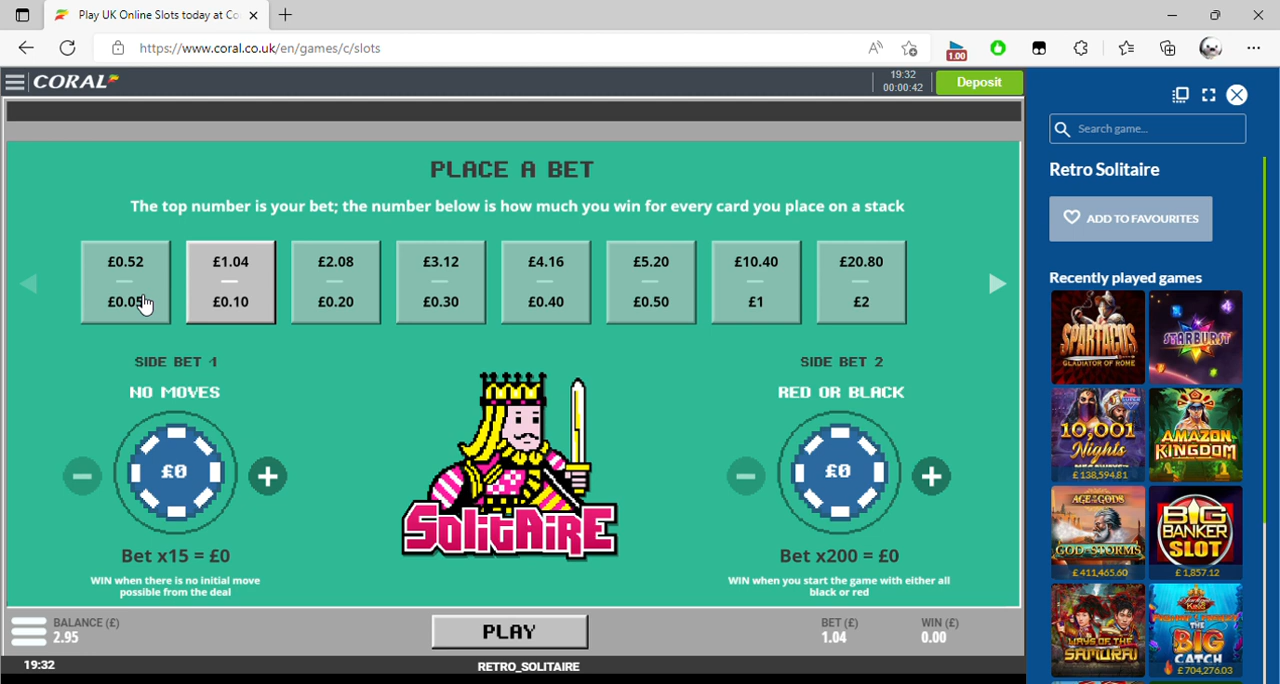 Play UK Online Slots today at Co
https://www.coral.co.uk/en/games/c/slots
1.00
CORAL
19:32
00:00:42
Deposit
Search game...
PLACE A BET
The top number is your bet; the number below is how much you win for every card you place on a stack
£0.52 £1.04 £2.08 £3.12 £4.16 £5.20 £10.40 £20.80
£0.05 £0.10 £0.20 £0.30 £0.40 £0.50 £1 £2
SIDE BET 1
NO MOVES
£0
Bet x15 = £0
WIN when there is no initial move
possible from the deal
SOLITAIRE
SIDE BET 2
RED OR BLACK
£0
Bet x200 = £0
WIN when you start the game with either all
black or red
BALANCE (£)
2.95
PLAY
BET (£)
1.04
WIN (£)
0.00
19:32
RETRO_SOLITAIRE
Retro Solitaire
ADD TO FAVOURITES
Recently played games
SPARTACUS
GLADIATOR OF ROME
STARBURST
10,001
Nights
£138,594.81
AMAZON
KINGDOM
AGE OF THE GODS
GOD OF STORMS
£411,465.60
BIG
BANKER
SLOT
£1,857.12
WAYS OF THE
SAMURAI
THE
BIG
CATCH
£704,276.03